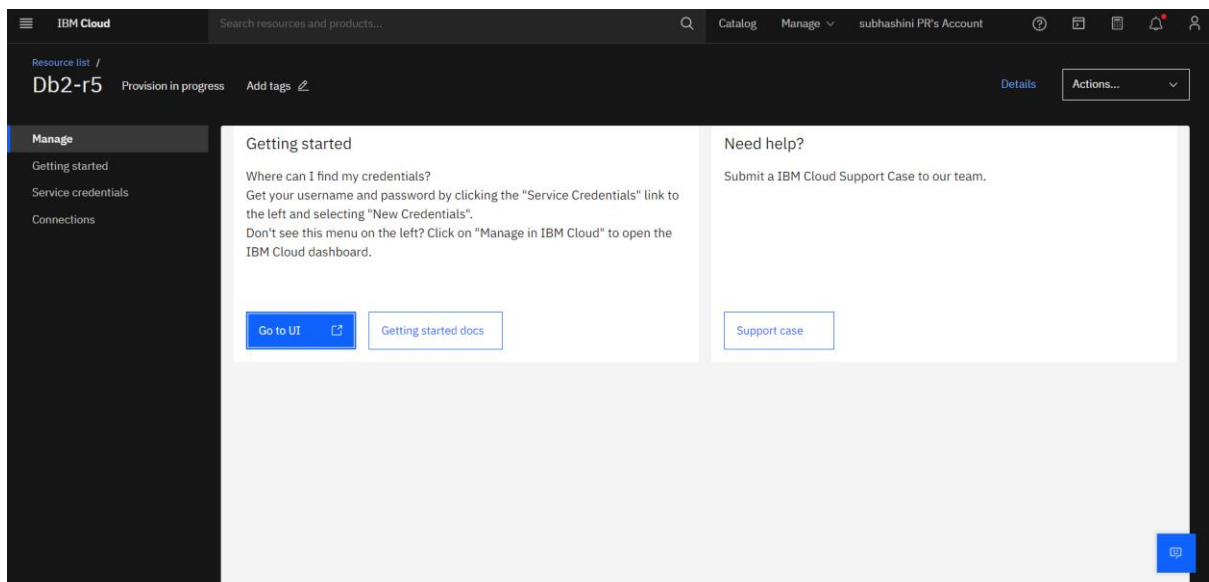 IBM Cloud
Search resources and products...
Catalog
Manage
subhashini PR's Account
Resource list /
Db2-r5
Provision in progress
Add tags
Details
Actions...
Manage
Getting started
Service credentials
Connections
Getting started
Where can I find my credentials?
Get your username and password by clicking the "Service Credentials" link to
the left and selecting "New Credentials".
Don't see this menu on the left? Click on "Manage in IBM Cloud" to open the
IBM Cloud dashboard.
Go to UI
Getting started docs
Need help?
Submit a IBM Cloud Support Case to our team.
Support case